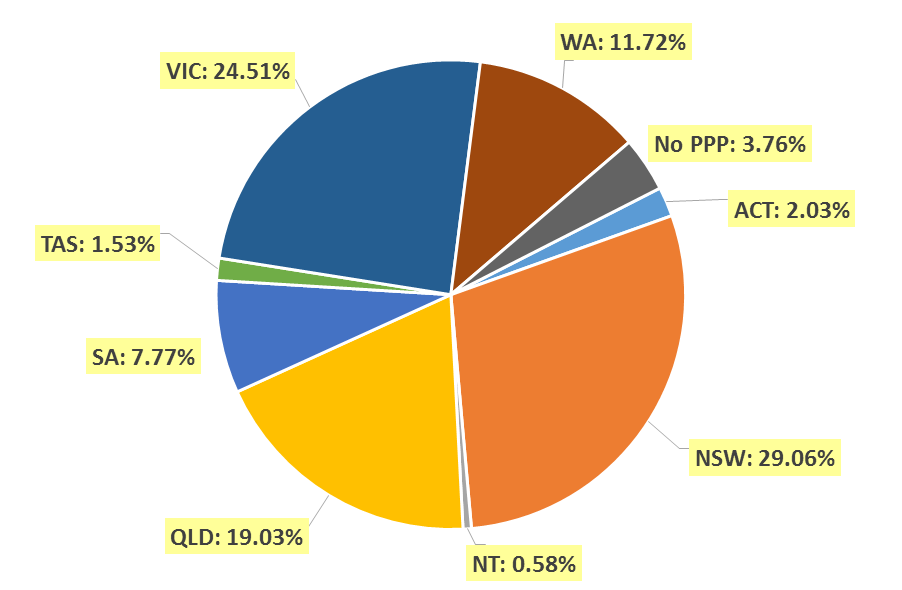 WA: 11.72%
VIC: 24.51%
No PPP: 3.76%
ACT: 2.03%
TAS: 1.53%
SA: 7.77%
NSW: 29.06%
QLD: 19.03%
NT: 0.58%